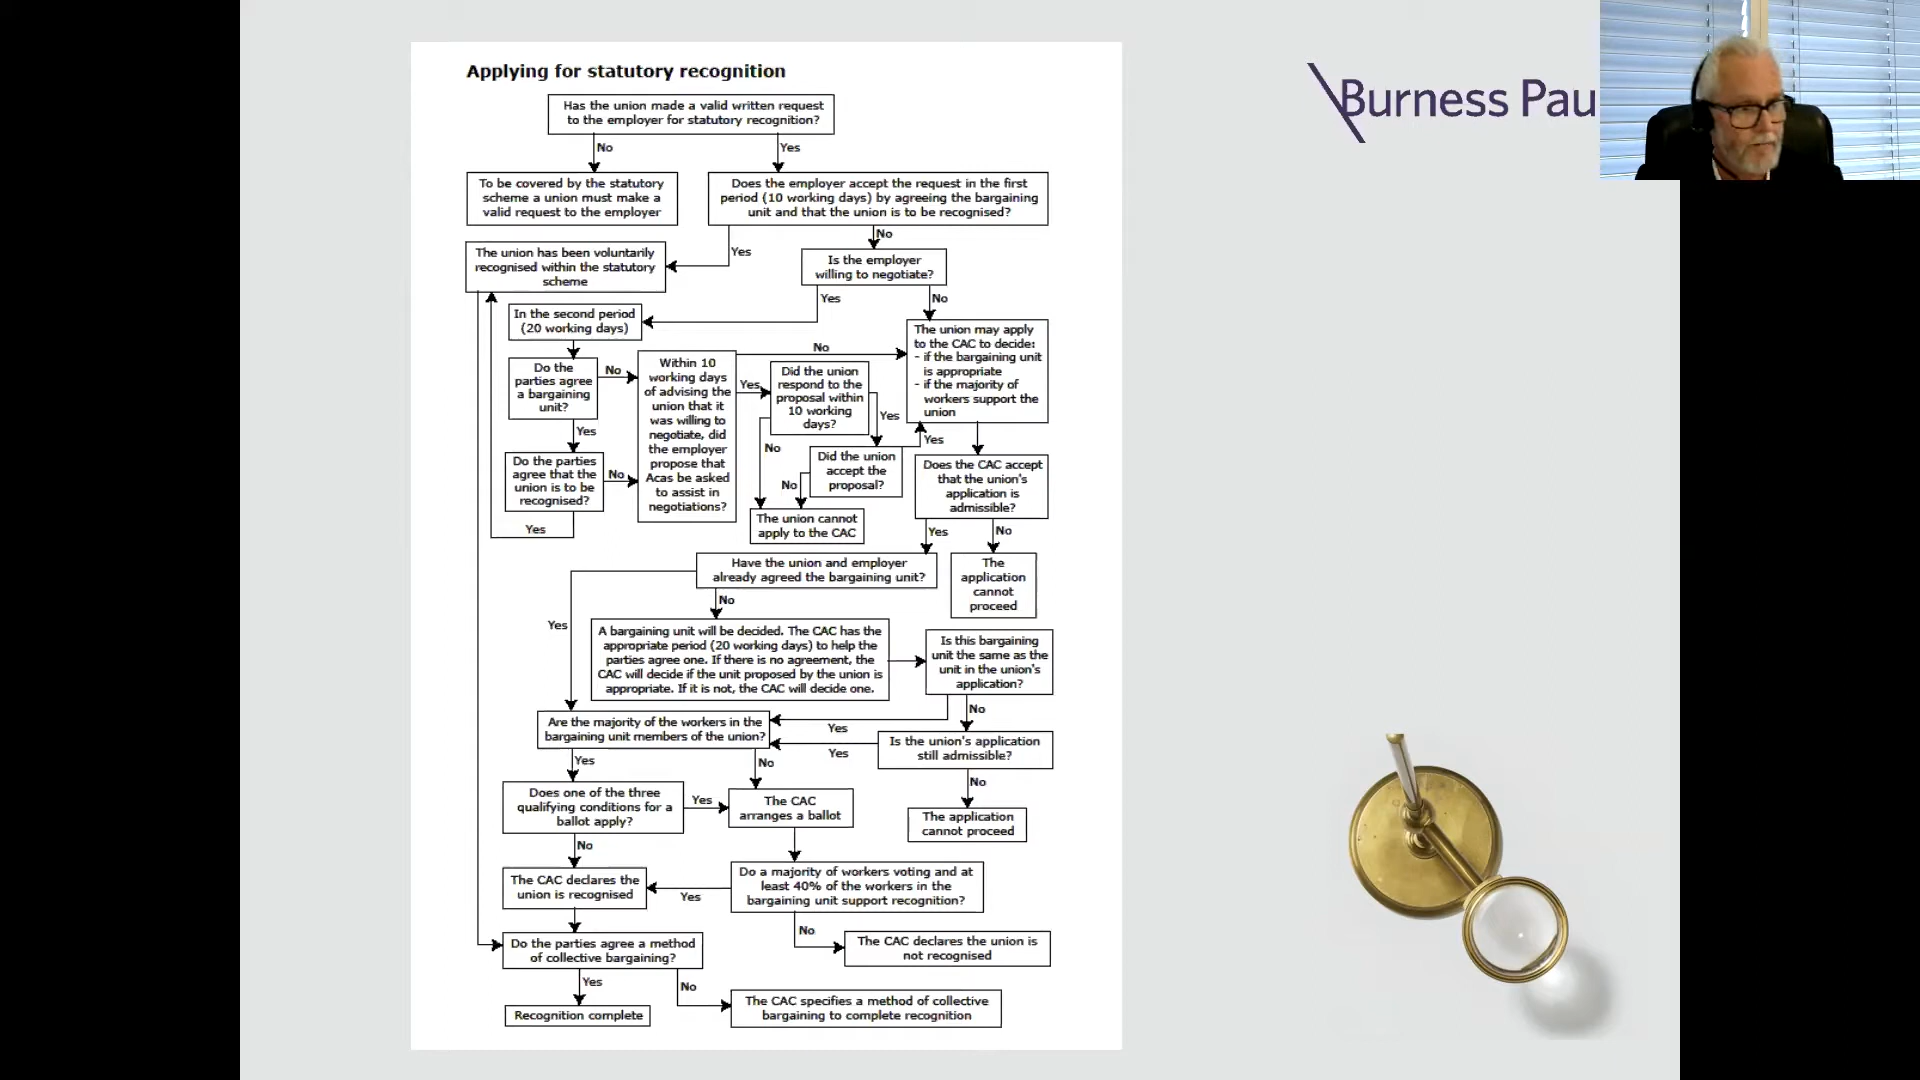 Applying for statutory recognition
Burness Pau
Has the union made a valid written request
to the employer for statutory recognition?
No
Yes
To be covered by the statutory
scheme a union must make a
valid request to the employer
Does the employer accept the request in the first
period (10 working days) by agreeing the bargaining
unit and that the union is to be recognised?
Yes
No
The union has been voluntarily
recognised within the statutory
scheme
Is the employer
willing to negotiate?
Yes
No
In the second period
(20 working days)
The union may apply
to the CAC to decide:
- if the bargaining unit
is appropriate
- if the majority of
workers support the
union
Do the
parties agree
a bargaining
unit?
No
Yes
Within 10
working days
of advising the
union that it
was willing to
negotiate, did
the employer
propose that
Acas be asked
to assist in
negotiations?
No
Yes
Did the union
respond to the
proposal within
10 working
days?
Yes
No
Do the parties
agree that the
union is to be
recognised?
No
Yes
Did the union
accept the
proposal?
Yes
No
The union cannot
apply to the CAC
Does the CAC accept
that the union's
application is
admissible?
Yes
No
Have the union and employer
already agreed the bargaining unit?
The
application
cannot
proceed
No
Yes
A bargaining unit will be decided. The CAC has the
appropriate period (20 working days) to help the
parties agree one. If there is no agreement, the
CAC will decide if the unit proposed by the union is
appropriate. If it is not, the CAC will decide one.
Is this bargaining
unit the same as the
unit in the union's
application?
Yes
No
Are the majority of the workers in the
bargaining unit members of the union?
Is the union's application
still admissible?
Yes
No
Yes
No
Does one of the three
qualifying conditions for a
ballot apply?
Yes
No
The CAC
arranges a ballot
The application
cannot proceed
The CAC declares the
union is recognised
Do a majority of workers voting and at
least 40% of the workers in the
bargaining unit support recognition?
Yes
No
Do the parties agree a method
of collective bargaining?
The CAC declares the union is
not recognised
Yes
No
Recognition complete
The CAC specifies a method of collective
bargaining to complete recognition